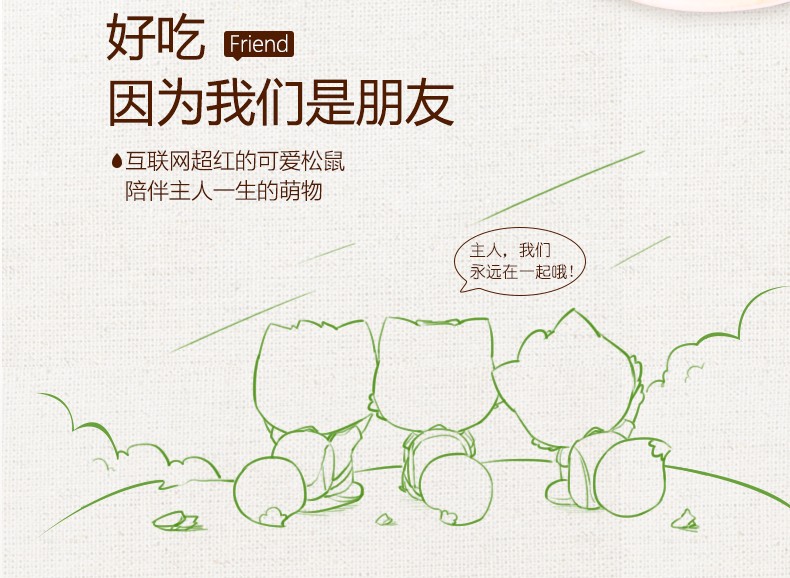 好吃 Friend
因为我们是朋友
互联网超红的可爱松鼠
陪伴主人一生的萌物
主人，我们
永远在一起哦！